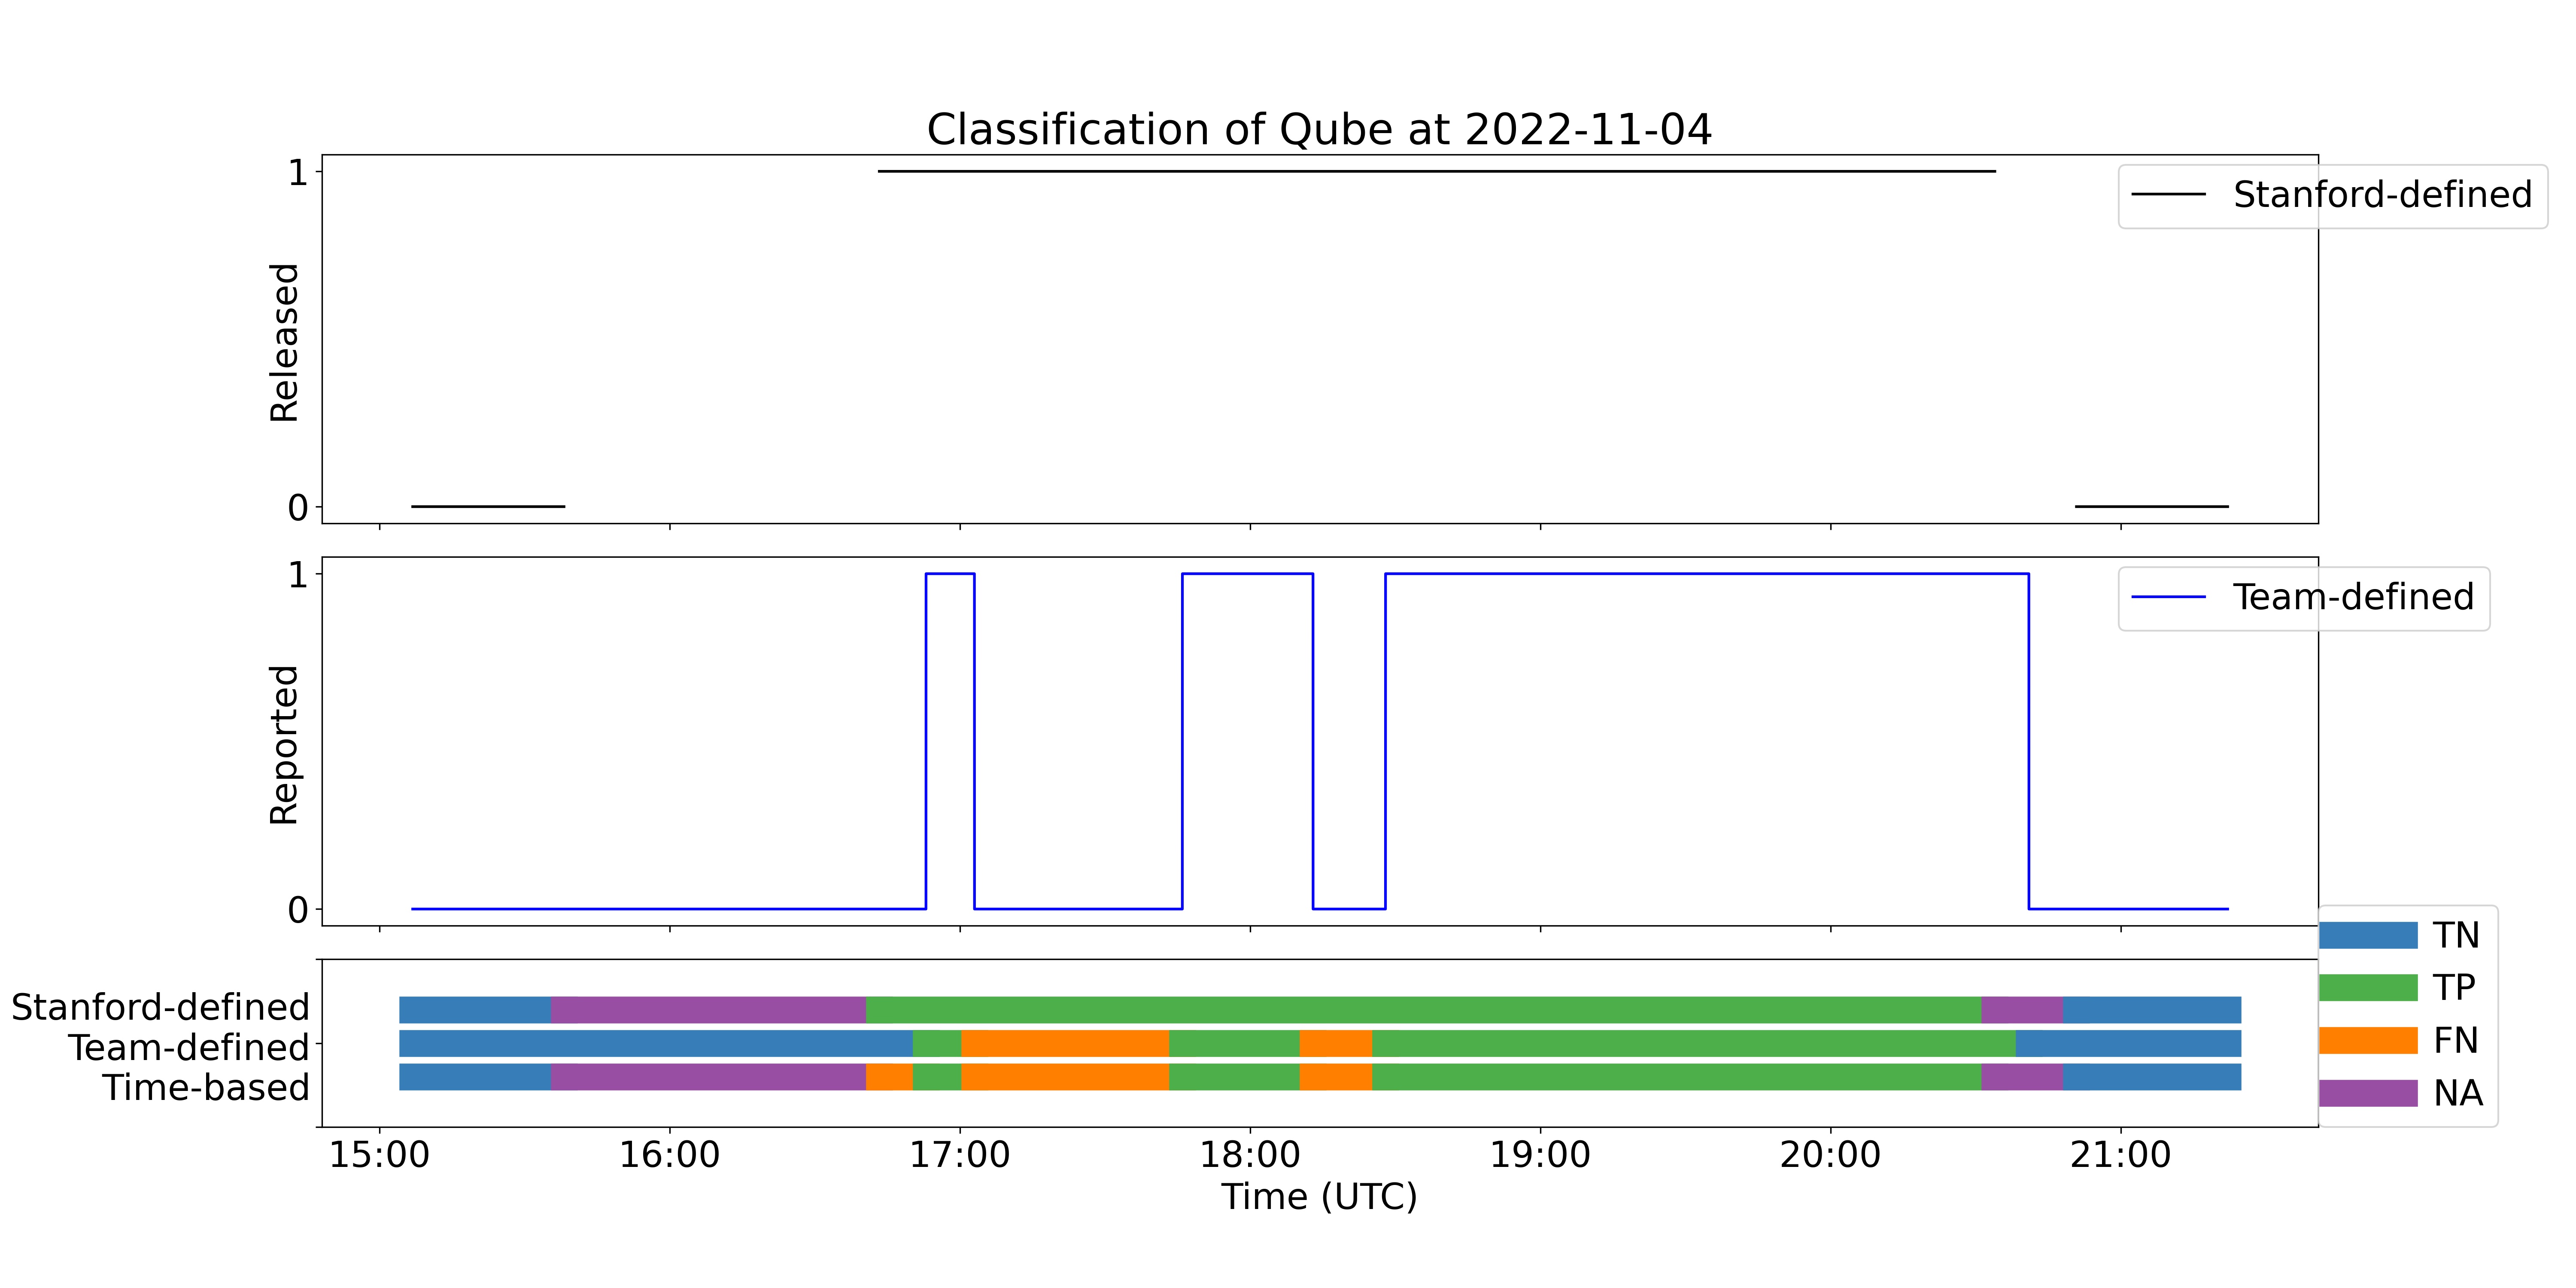 Classification of Qube at 2022-11-04
1
0
Released
Stanford-defined
1
0
Reported
Team-defined
Stanford-defined
Team-defined
Time-based
TN
TP
FN
NA
15:00 16:00 17:00 18:00 19:00 20:00 21:00
Time (UTC)